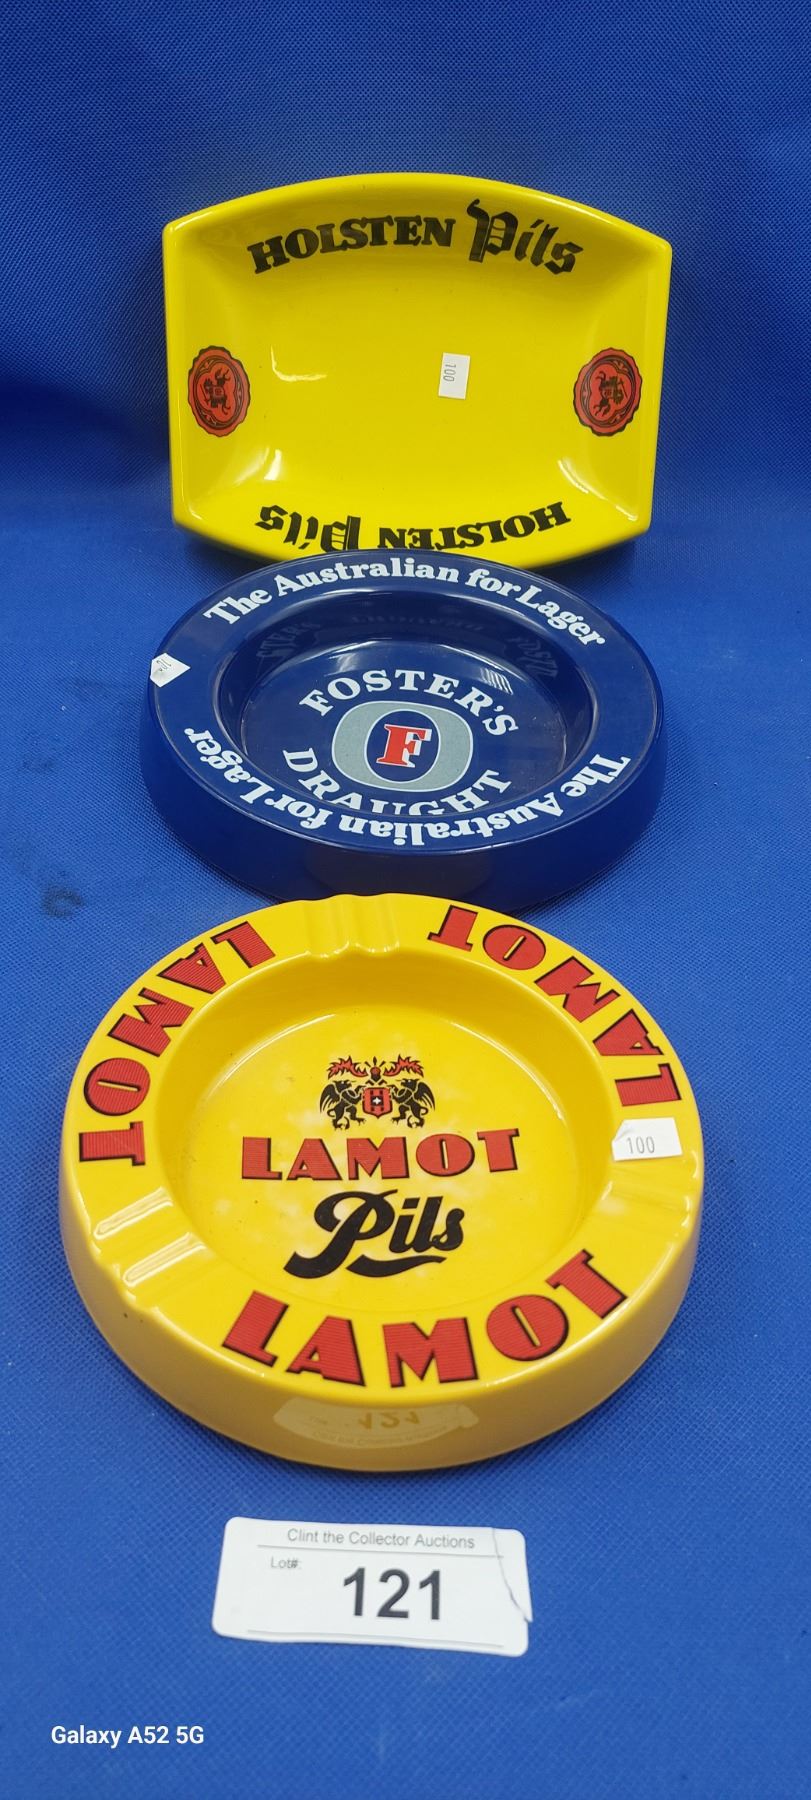 HOLSTEN Pils
100
HOLSTEN Pils
The Australian for Lager
FOSTER'S
F
DRAUGHT
The Australian for Lager
LAMOT
LAMOT
100
LAMOT
Pils
LAMOT
121
Clint the Collector Auctions
Lot#:
121
Galaxy A52 5G